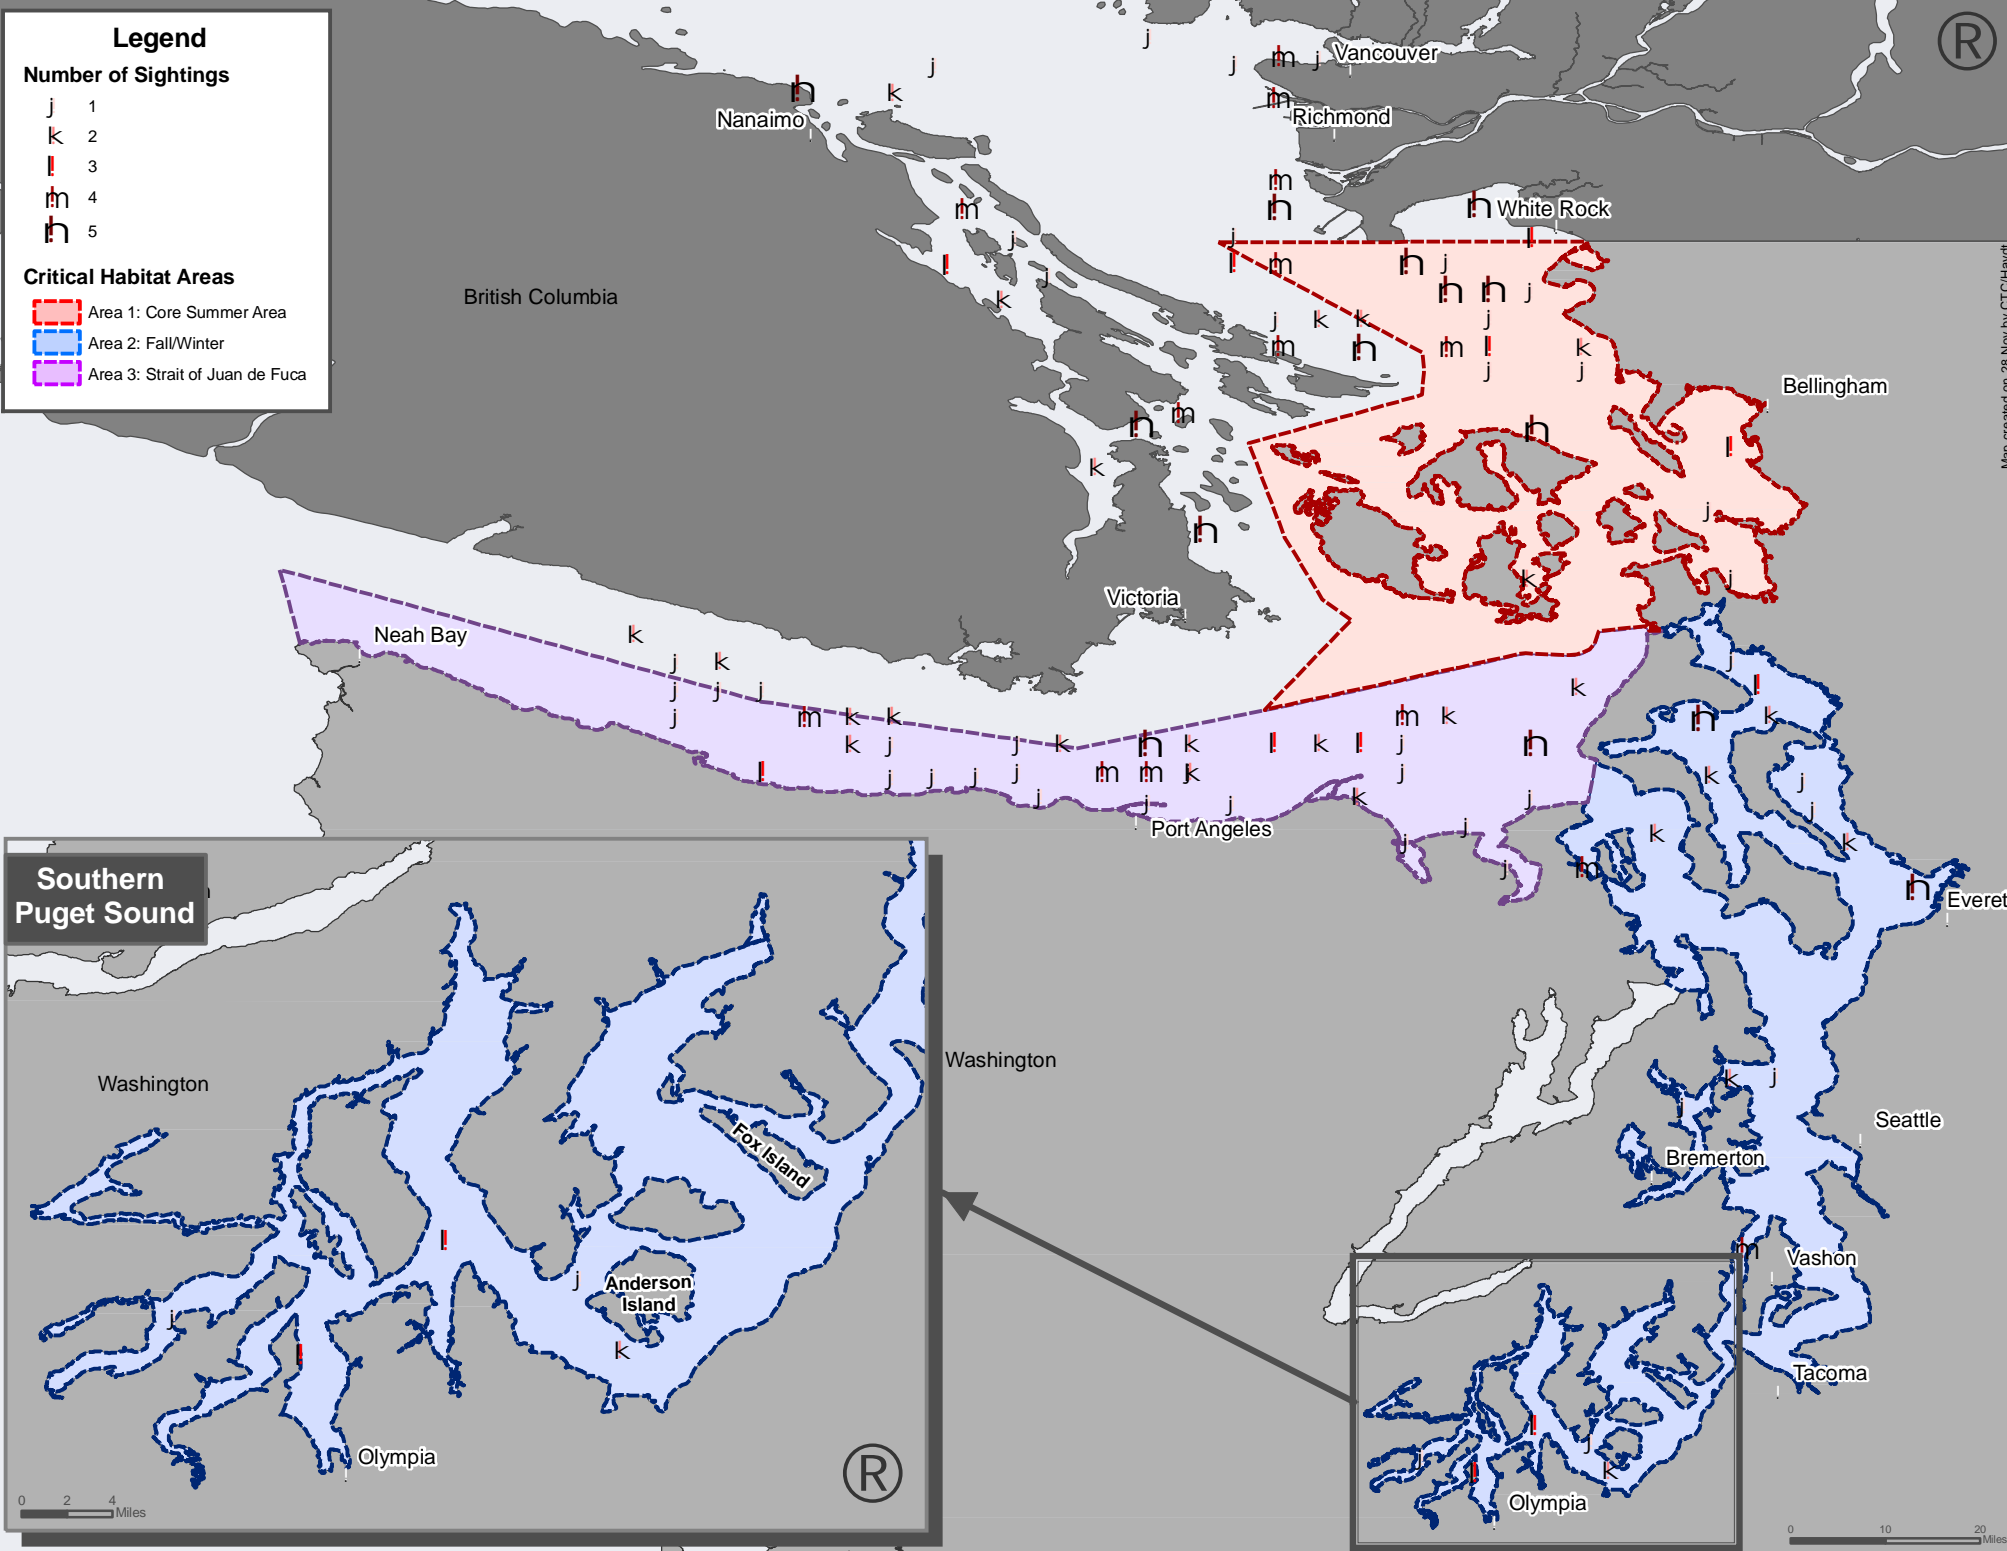 Legend
Number of Sightings
j 1
k 2
l 3
m 4
n 5
Critical Habitat Areas
Area 1: Core Summer Area
Area 2: Fall/Winter
Area 3: Strait of Juan de Fuca
®
Vancouver
Nanaimo
Richmond
White Rock
British Columbia
Bellingham
Victoria
Neah Bay
Port Angeles
Everet
Washington
Seattle
Bremerton
Vashon
Tacoma
Olympia
0 10 20
Miles
Southern
Puget Sound
Washington
Fox Island
Anderson
Island
Olympia
®
0 2 4
Miles